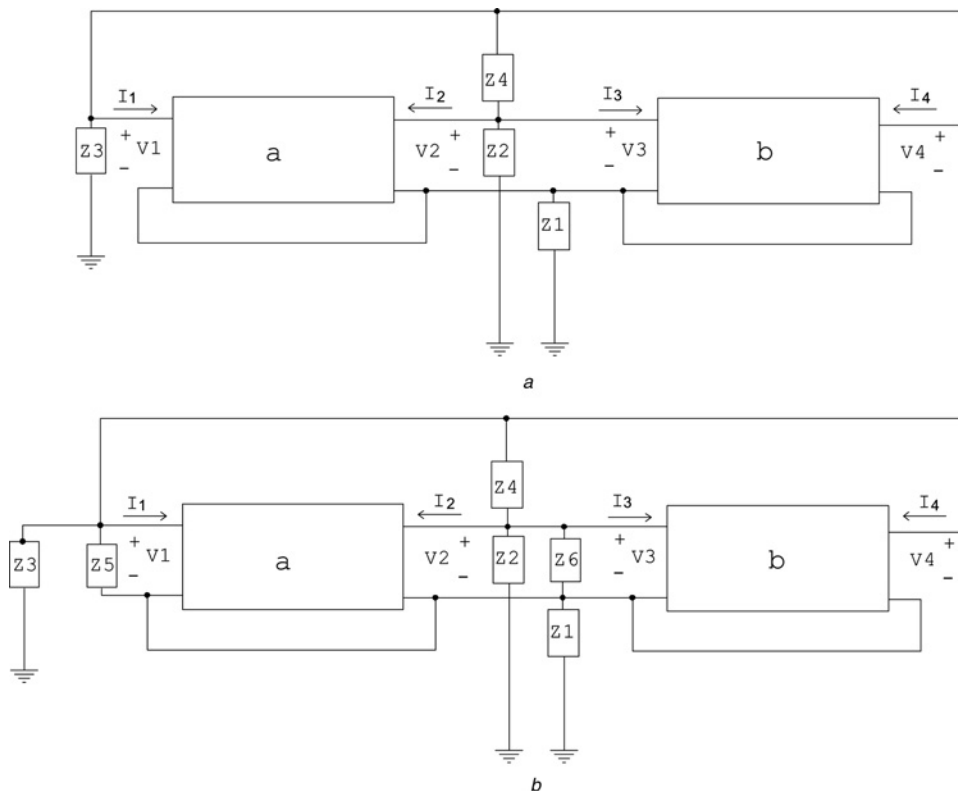 Z4
I1 I2 I3 I4
Z3 + V1 - a V2 + - Z2 + - V3 b V4 + -
Z1
a
Z4
I1 I2 I3 I4
Z3 Z5 + V1 - a V2 + - Z2 Z6 + - V3 b V4 + -
Z1
b